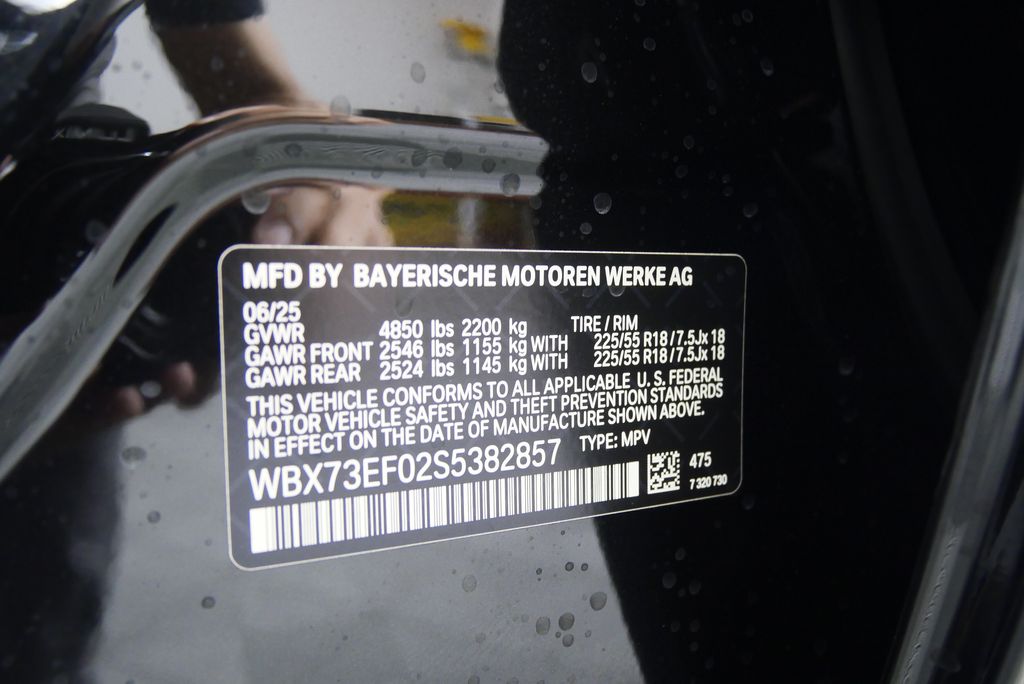 MFD BY BAYERISCHE MOTOREN WERKE AG
06/25
GVWR 4850 lbs 2200 kg TIRE / RIM
GAWR FRONT 2546 lbs 1155 kg WITH 225/55 R18 / 7.5Jx 18
GAWR REAR 2524 lbs 1145 kg WITH 225/55 R18 / 7.5Jx 18
THIS VEHICLE CONFORMS TO ALL APPLICABLE U. S. FEDERAL
MOTOR VEHICLE SAFETY AND THEFT PREVENTION STANDARDS
IN EFFECT ON THE DATE OF MANUFACTURE SHOWN ABOVE.
WBX73EF02S5382857 TYPE: MPV
475
7 320 730